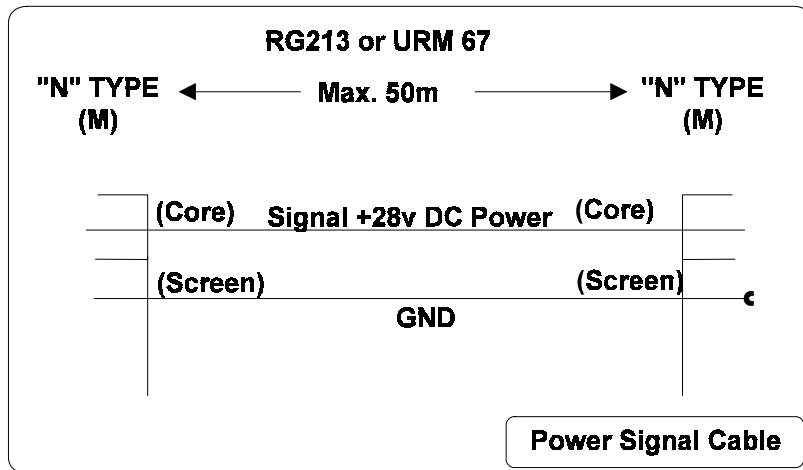 RG213 or URM 67
"N" TYPE
(M)
Max. 50m
"N" TYPE
(M)
(Core)
Signal +28v DC Power
(Core)
(Screen)
(Screen)
GND
Power Signal Cable